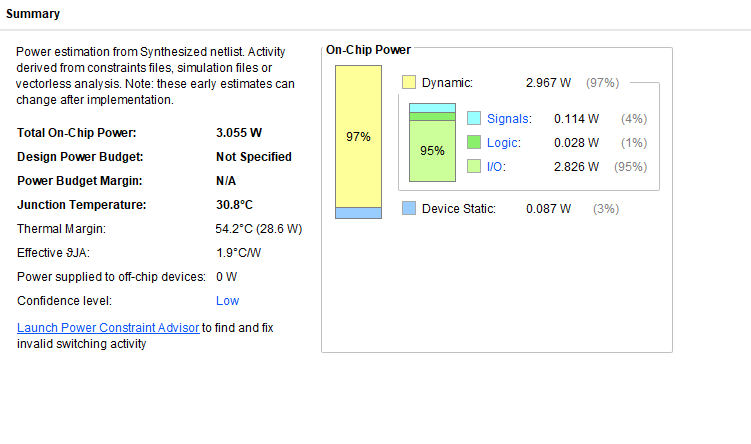 Summary
Power estimation from Synthesized netlist. Activity
derived from constraints files, simulation files or
vectorless analysis. Note: these early estimates can
change after implementation.
Total On-Chip Power: 3.055 W
Design Power Budget: Not Specified
Power Budget Margin: N/A
Junction Temperature: 30.8°C
Thermal Margin: 54.2°C (28.6 W)
Effective ϑJA: 1.9°C/W
Power supplied to off-chip devices: 0 W
Confidence level: Low
Launch Power Constraint Advisor to find and fix
invalid switching activity
On-Chip Power
97%
Dynamic: 2.967 W (97%)
95%
Signals: 0.114 W (4%)
Logic: 0.028 W (1%)
I/O: 2.826 W (95%)
Device Static: 0.087 W (3%)